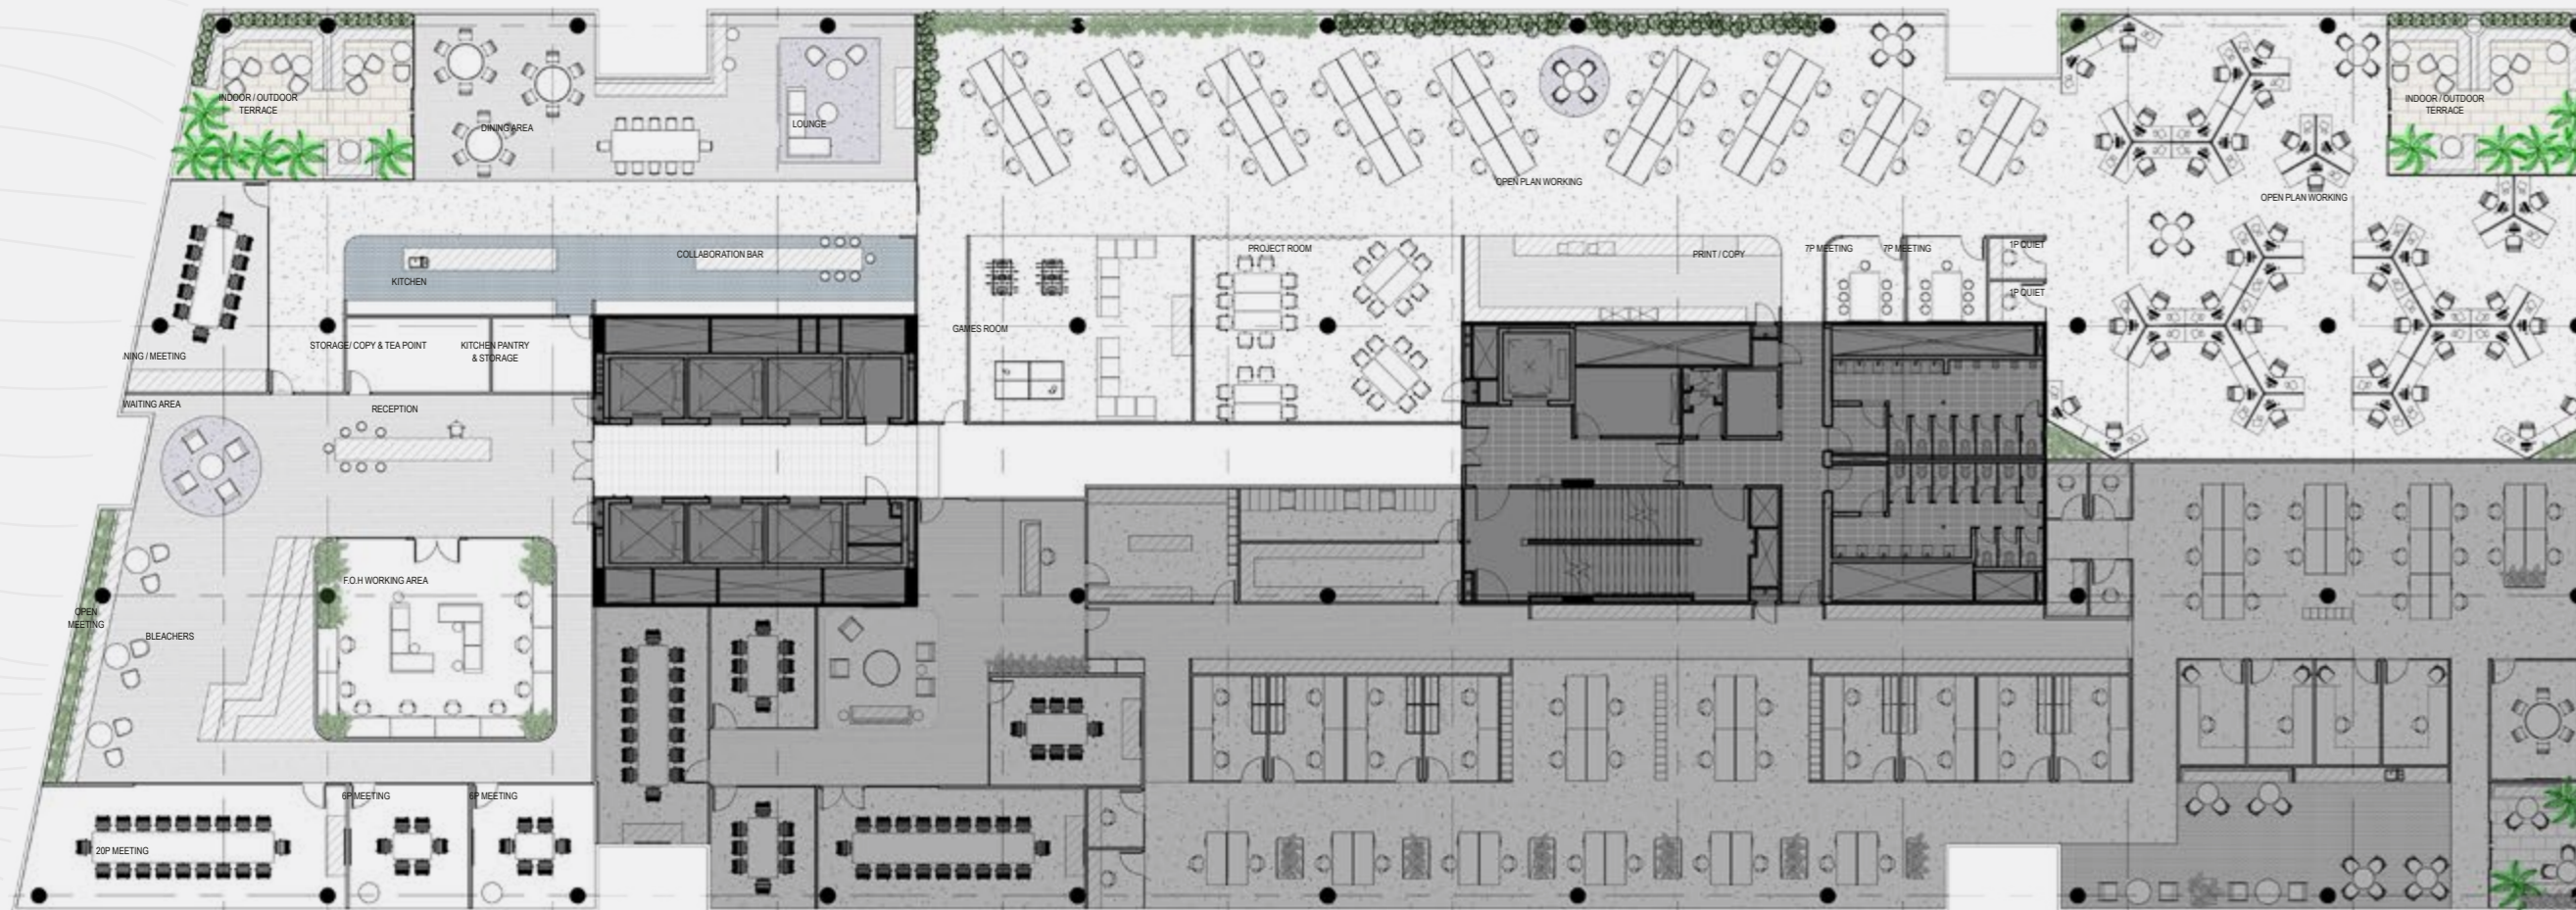 INDOOR / OUTDOOR
TERRACE
DINING AREA
LOUNGE
OPEN PLAN WORKING
INDOOR / OUTDOOR
TERRACE
OPEN PLAN WORKING
KITCHEN
COLLABORATION BAR
PROJECT ROOM
PRINT / COPY
7P MEETING
7P MEETING
1P QUIET
1P QUIET
GAMES ROOM
NING / MEETING
STORAGE/ COPY & TEA POINT
KITCHEN PANTRY
& STORAGE
WAITING AREA
RECEPTION
F.O.H WORKING AREA
OPEN
MEETING
BLEACHERS
20P MEETING
6P MEETING
6P MEETING